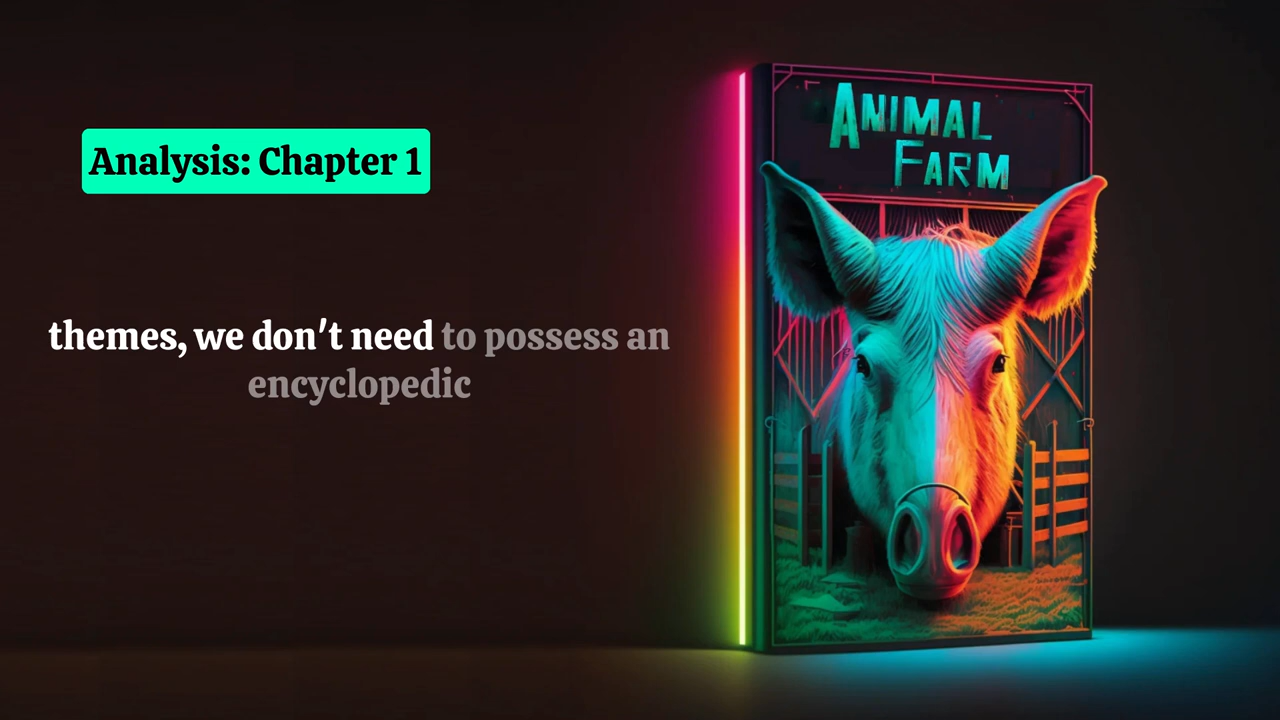 Analysis: Chapter 1
themes, we don't need to possess an
encyclopedic
ANIMAL
FARM